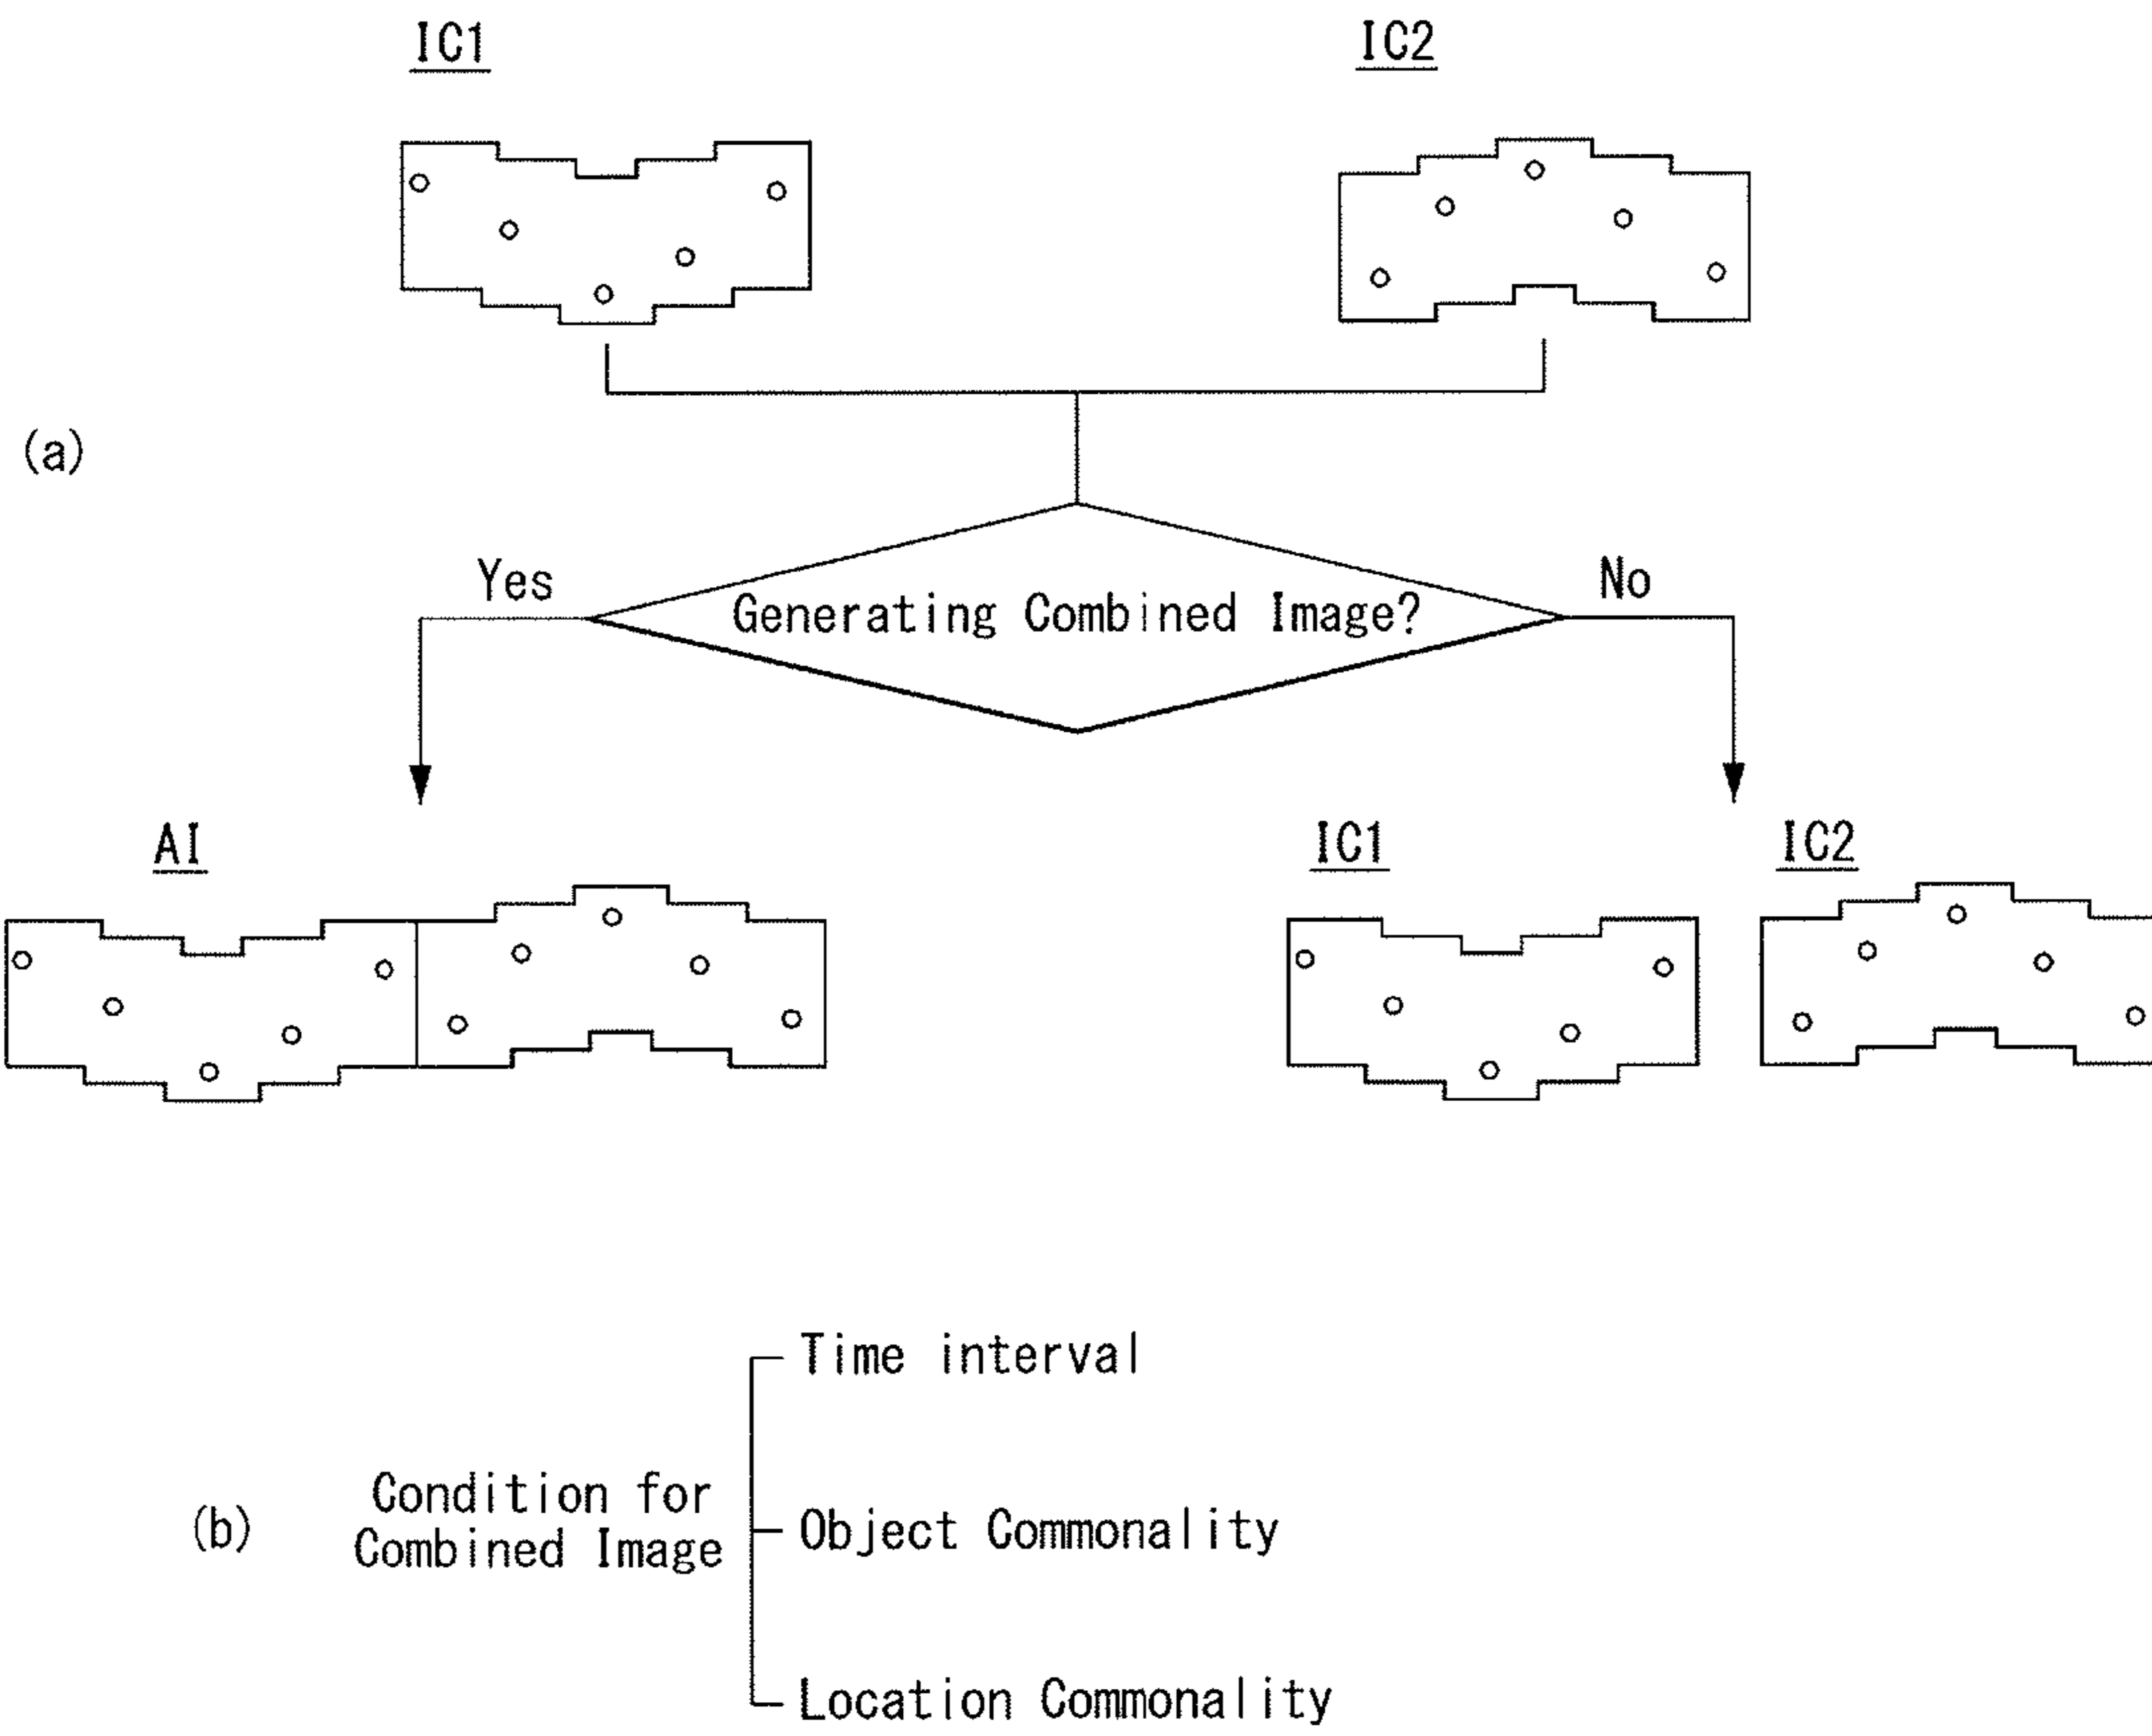 IC1
IC2
(a)
Yes
No
Generating Combined Image?
AI
IC1
IC2
Time interval
Condition for
Combined Image
(b)
Object Commonality
Location Commonality